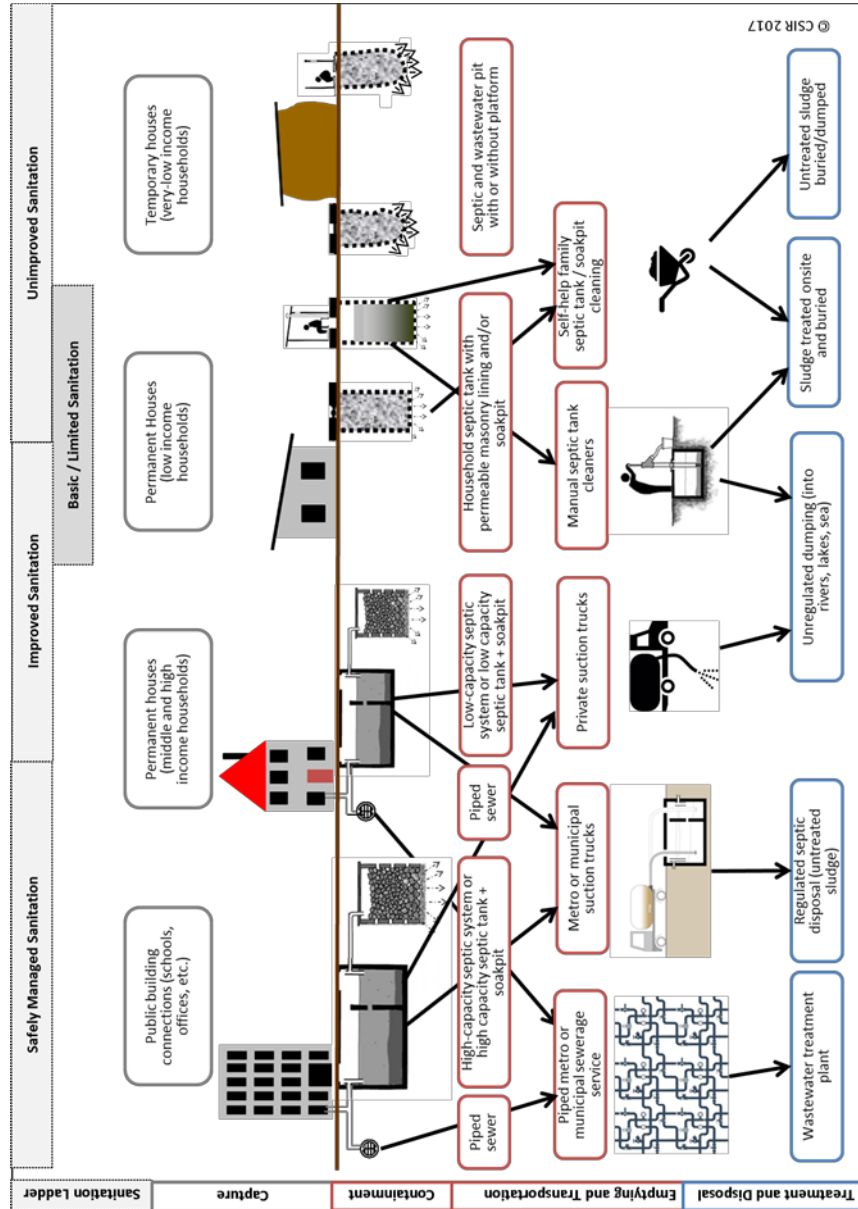 Sanitation Ladder
Safely Managed Sanitation
Improved Sanitation
Unimproved Sanitation
Basic / Limited Sanitation
Capture
Public building
connections (schools,
offices, etc.)
Permanent houses
(middle and high
income households)
Permanent Houses
(low income
households)
Temporary houses
(very-low income
households)
Containment
Piped
sewer
High-capacity septic system or
high capacity septic tank +
soakpit
Piped
sewer
Low-capacity septic
system or low capacity
septic tank + soakpit
Household septic tank with
permeable masonry lining and/or
soakpit
Septic and wastewater pit
with or without platform
Emptying and Transportation
Piped metro or
municipal sewerage
service
Metro or municipal
suction trucks
Private suction trucks
Manual septic tank
cleaners
Self-help family
septic tank / soakpit
cleaning
Treatment and Disposal
Wastewater treatment
plant
Regulated septic
disposal (untreated
sludge)
Unregulated dumping (into
rivers, lakes, sea)
Sludge treated onsite
and buried
Untreated sludge
buried/dumped
© CSIR 2017